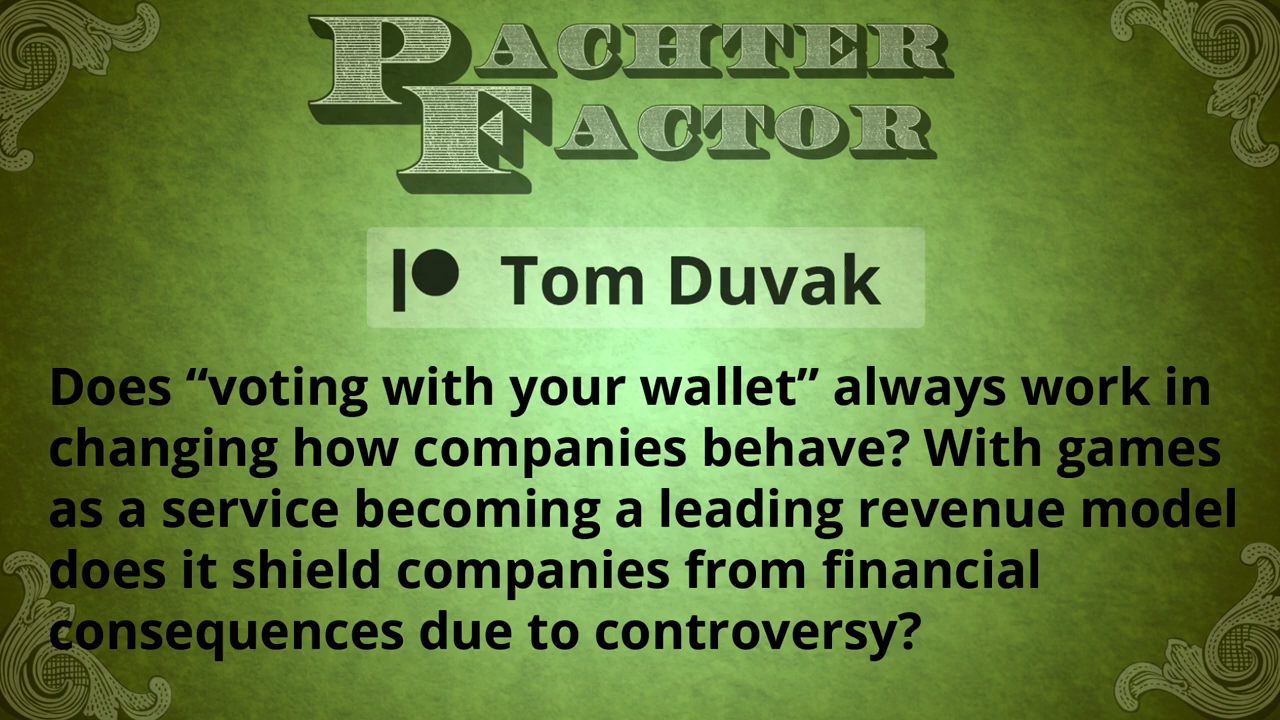 PACHTER
FACTOR
Tom Duvak
Does “voting with your wallet” always work in
changing how companies behave? With games
as a service becoming a leading revenue model
does it shield companies from financial
consequences due to controversy?